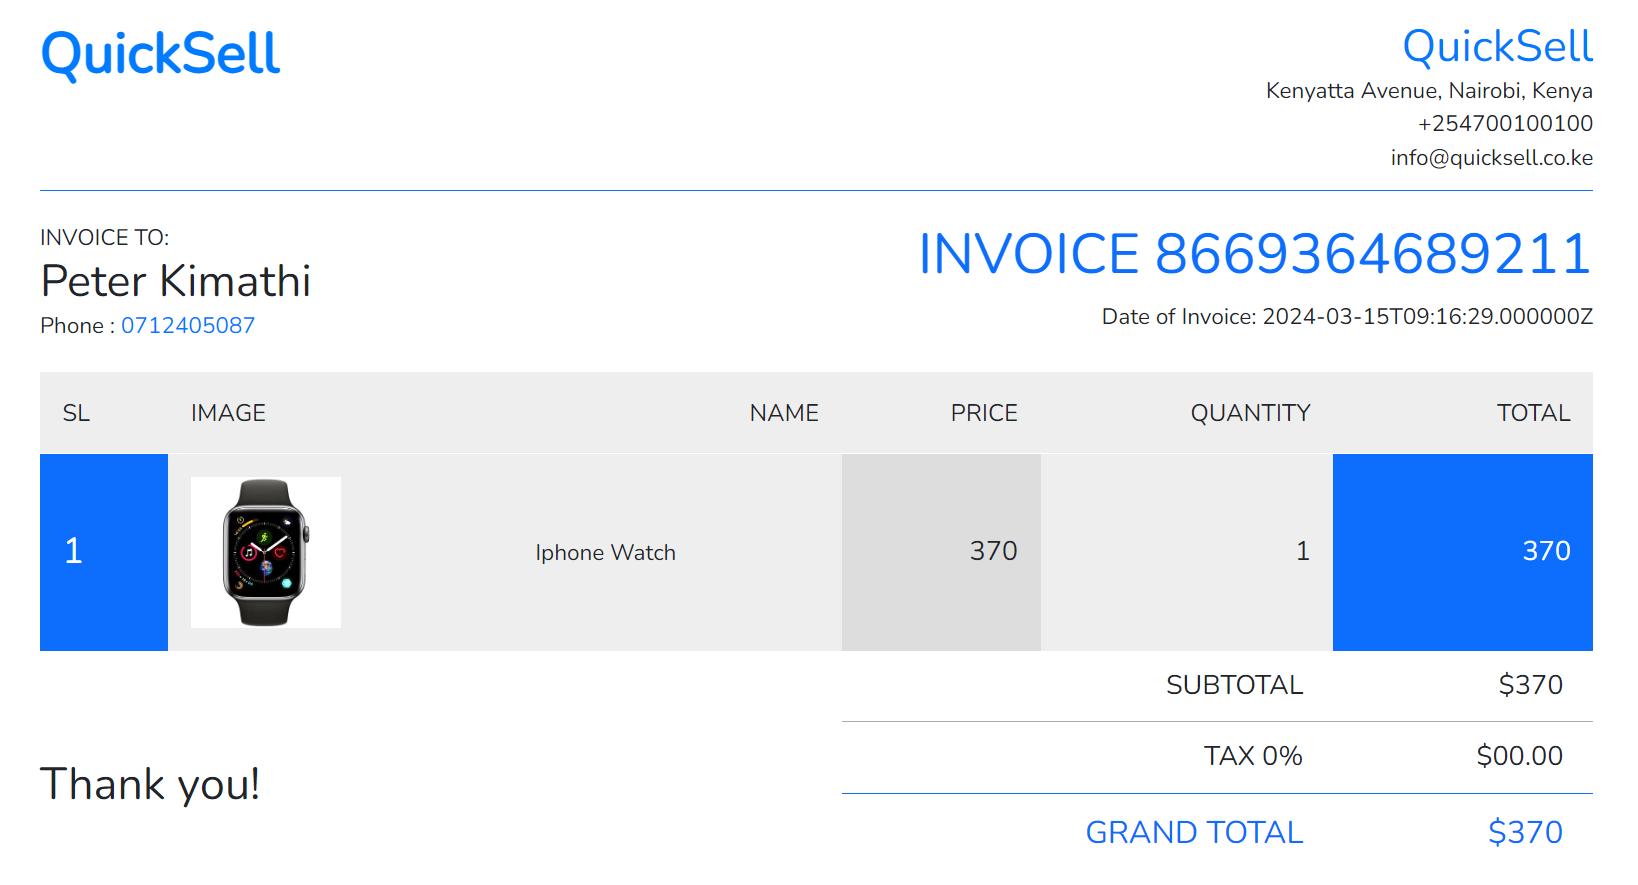 QuickSell
QuickSell
Kenyatta Avenue, Nairobi, Kenya
+254700100100
info@quicksell.co.ke
INVOICE TO:
Peter Kimathi
Phone : 0712405087
INVOICE 8669364689211
Date of Invoice: 2024-03-15T09:16:29.000000Z
SL IMAGE NAME PRICE QUANTITY TOTAL
1 Iphone Watch 370 1 370
SUBTOTAL $370
TAX 0% $00.00
GRAND TOTAL $370
Thank you!